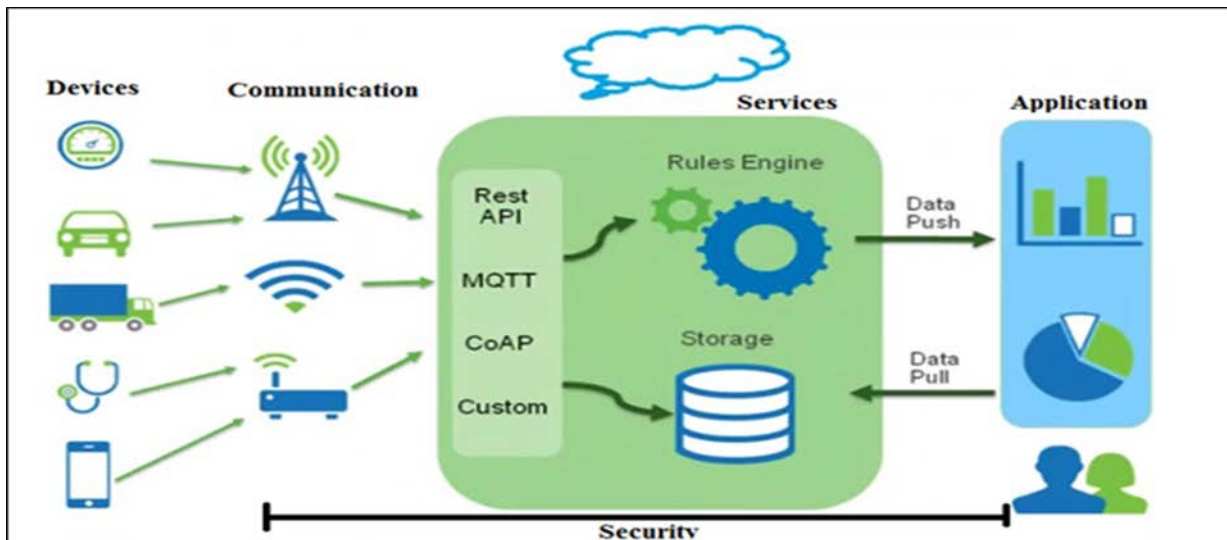 Devices
Communication
Services
Application
Rest
API
MQTT
CoAP
Custom
Rules Engine
Storage
Data
Push
Data
Pull
Security